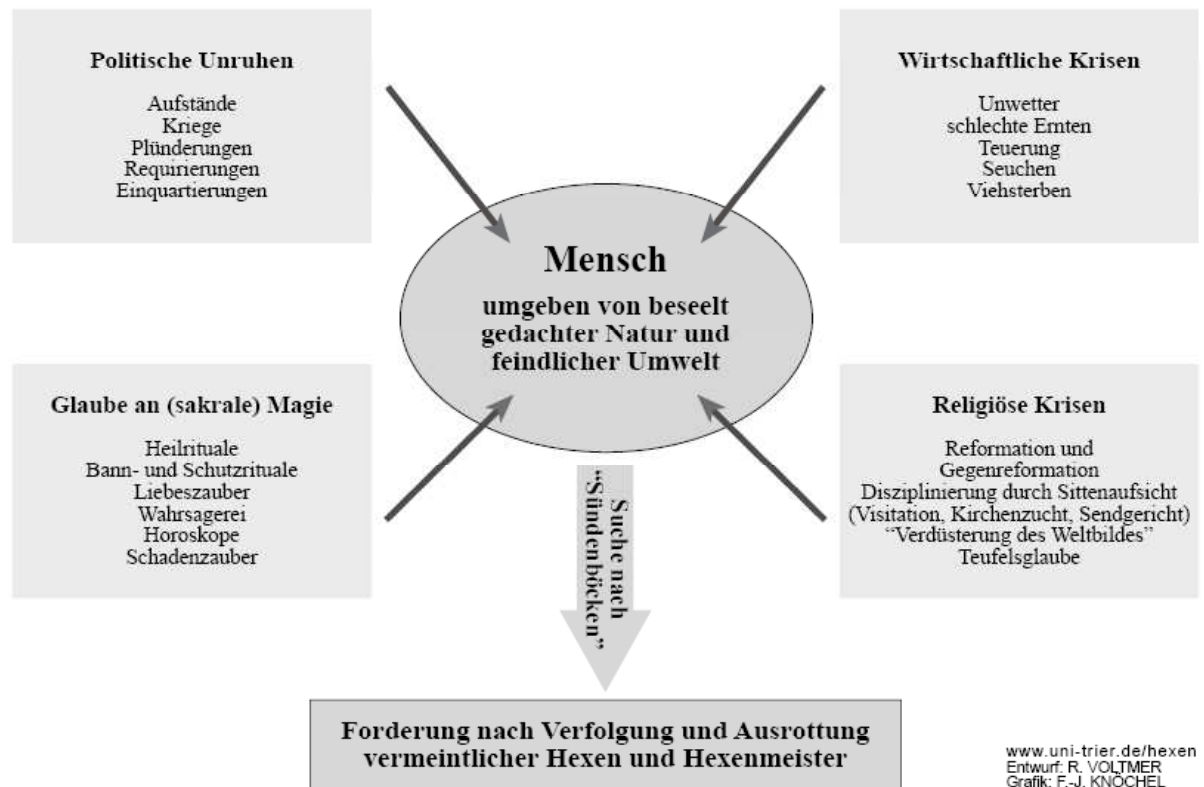 Politische Unruhen
Aufstände
Kriege
Plünderungen
Requirierungen
Einquartierungen
Wirtschaftliche Krisen
Unwetter
schlechte Ernten
Teuerung
Seuchen
Viehsterben
Mensch
umgeben von beseelt
gedachter Natur und
feindlicher Umwelt
Glaube an (sakrale) Magie
Heilrituale
Bann- und Schutzrituale
Liebeszauber
Wahrsagerei
Horoskope
Schadenzauber
Religiöse Krisen
Reformation und
Gegenreformation
Disziplinierung durch Sittenaufsicht
(Visitation, Kirchenzucht, Sendgericht)
“Verdüsterung des Weltbildes”
Teufelsglaube
Suche nach
“Sündenböcken”
Forderung nach Verfolgung und Ausrottung
vermeintlicher Hexen und Hexenmeister
www.uni-trier.de/hexen
Entwurf: R. VOLTMER
Grafik: F.-J. KNÖCHEL